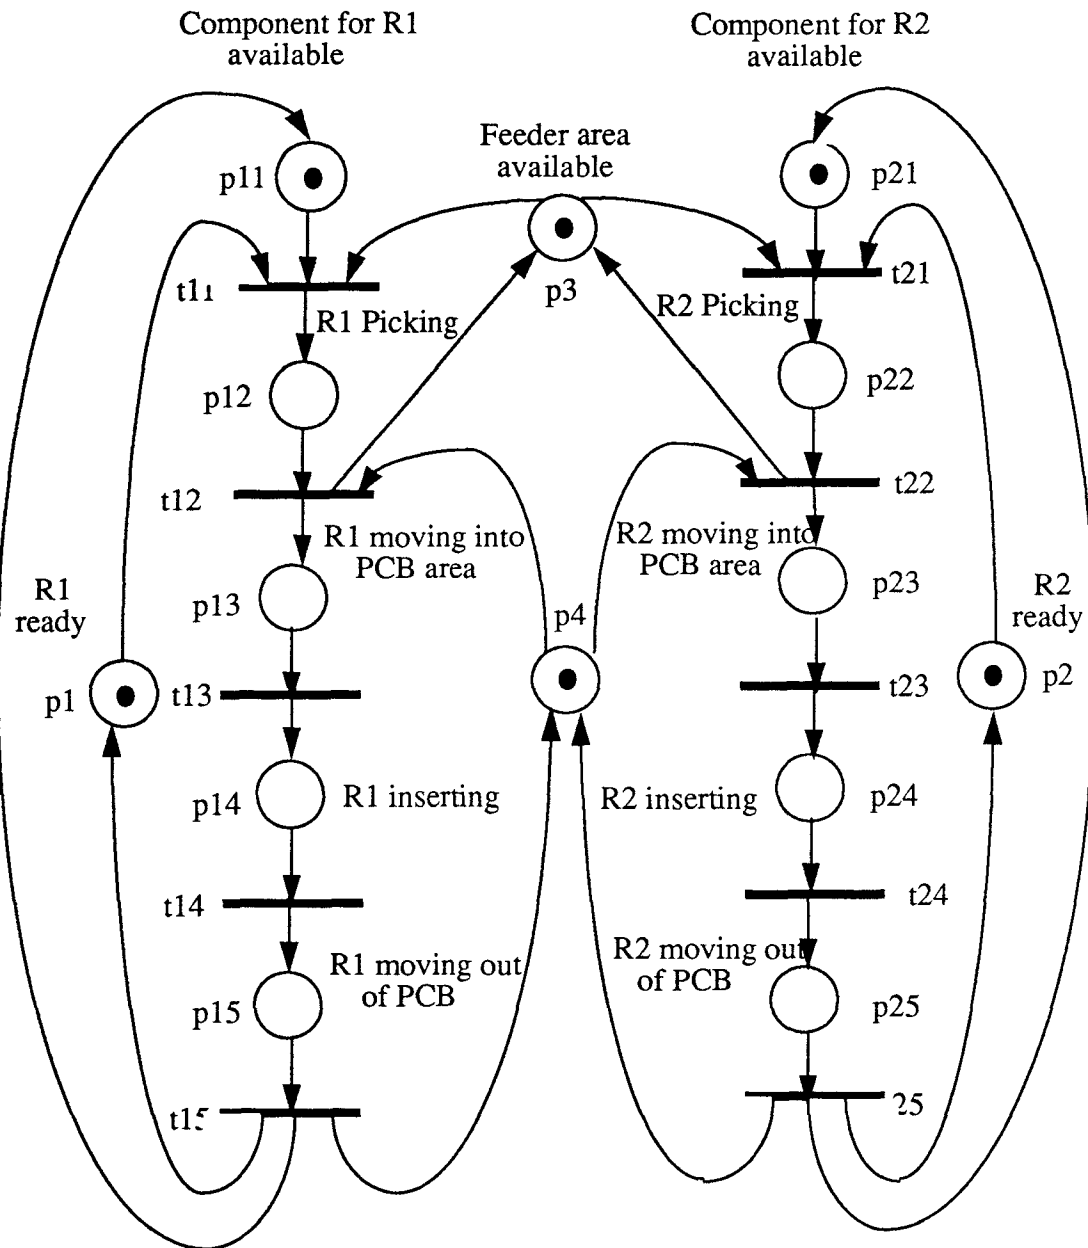 Component for R1
available
Component for R2
available
Feeder area
available
p11
p21
p3
t11
t21
R1 Picking
R2 Picking
p12
p22
t12
t22
R1 moving into
PCB area
R2 moving into
PCB area
p13
p23
R1
ready
R2
ready
p4
p1
t13
t23
p2
p14
R1 inserting
R2 inserting
p24
t14
t24
R1 moving out
of PCB
R2 moving out
of PCB
p15
p25
t15
25